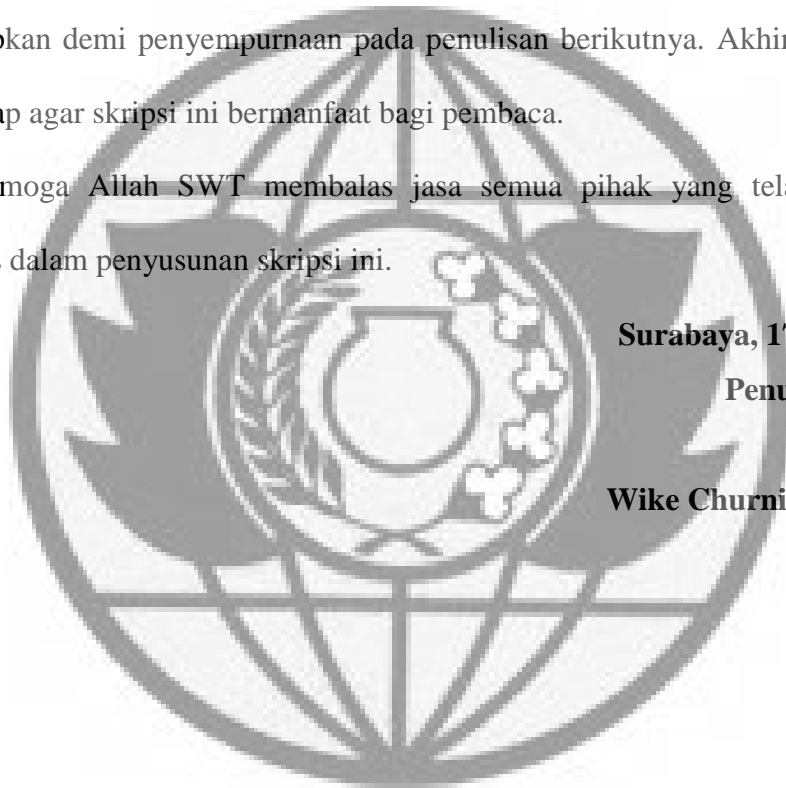 pkan demi penyempurnaan pada penulisan berikutnya. Akhir
ap agar skripsi ini bermanfaat bagi pembaca.
moga Allah SWT membalas jasa semua pihak yang tela
dalam penyusunan skripsi ini.
Surabaya, 17
Penu
Wike Churni